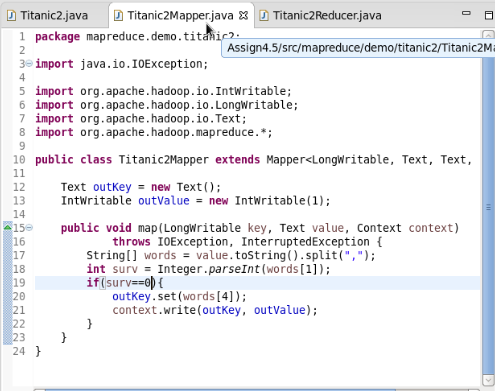 Titanic2.java Titanic2Mapper.java Titanic2Reducer.java
1 package mapreduce.demo.titanic2;
Assign4.5/src/mapreduce/demo/titanic2/Titanic2Ma
2
3 import java.io.IOException;
4
5 import org.apache.hadoop.io.IntWritable;
6 import org.apache.hadoop.io.LongWritable;
7 import org.apache.hadoop.io.Text;
8 import org.apache.hadoop.mapreduce.*;
9
10 public class Titanic2Mapper extends Mapper<LongWritable, Text, Text,
11
12 Text outKey = new Text();
13 IntWritable outValue = new IntWritable(1);
14
15 public void map(LongWritable key, Text value, Context context)
16 throws IOException, InterruptedException {
17 String[] words = value.toString().split(",");
18 int surv = Integer.parseInt(words[1]);
19 if(surv==0){
20 outKey.set(words[4]);
21 context.write(outKey, outValue);
22 }
23 }
24 }